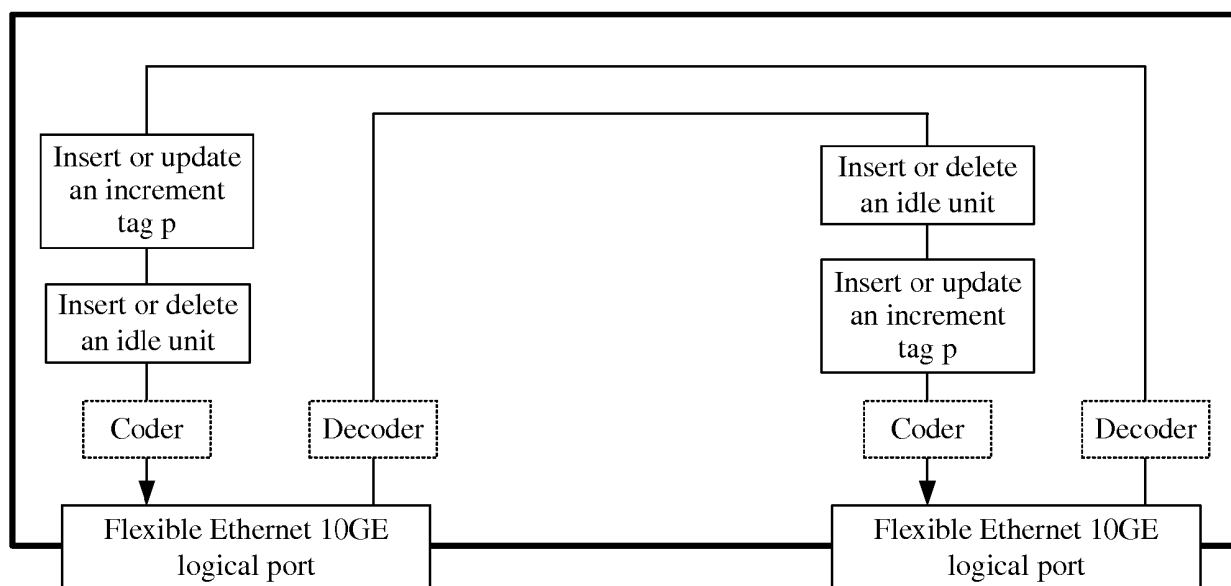 Insert or update
an increment
tag p
Insert or delete
an idle unit
Coder
Decoder
Flexible Ethernet 10GE
logical port
Insert or delete
an idle unit
Insert or update
an increment
tag p
Coder
Decoder
Flexible Ethernet 10GE
logical port